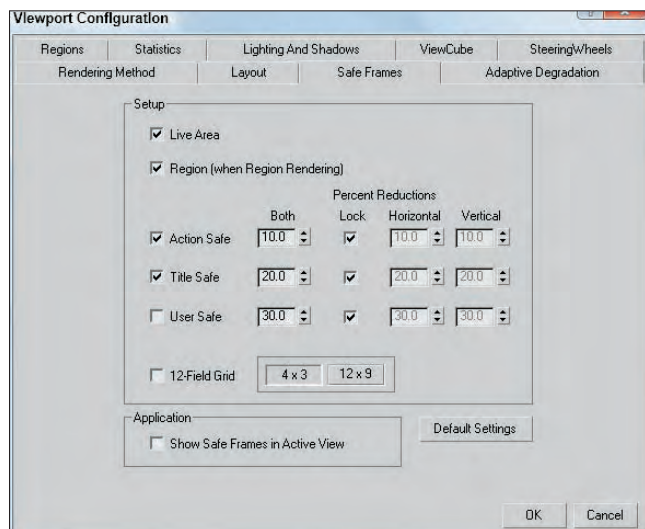 Viewport Configuration
Regions Statistics Lighting And Shadows ViewCube SteeringWheels
Rendering Method Layout Safe Frames Adaptive Degradation
Setup
Live Area
Region (when Region Rendering)
Percent Reductions
Both Lock Horizontal Vertical
Action Safe 10.0 10.0 10.0
Title Safe 20.0 20.0 20.0
User Safe 30.0 30.0 30.0
12-Field Grid 4 x 3 12 x 9
Application
Show Safe Frames in Active View
Default Settings
OK Cancel